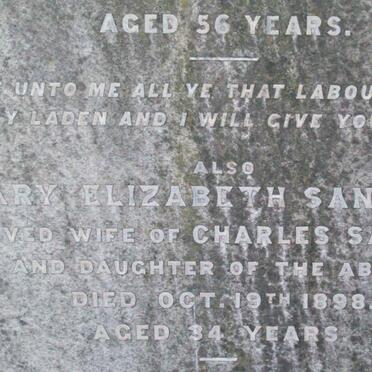 AGED 56 YEARS.
UNTO ME ALL YE THAT LABOU
Y LADEN AND I WILL GIVE YO
ALSO
ARY ELIZABETH SAN
VED WIFE OF CHARLES SA
AND DAUGHTER OF THE AB
DIED OCT. 19TH 1898.
AGED 34 YEARS